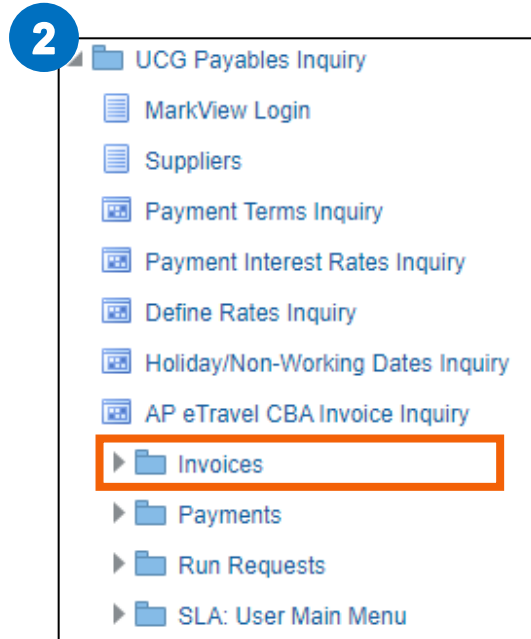 2
UCG Payables Inquiry
MarkView Login
Suppliers
Payment Terms Inquiry
Payment Interest Rates Inquiry
Define Rates Inquiry
Holiday/Non-Working Dates Inquiry
AP eTravel CBA Invoice Inquiry
Invoices
Payments
Run Requests
SLA: User Main Menu